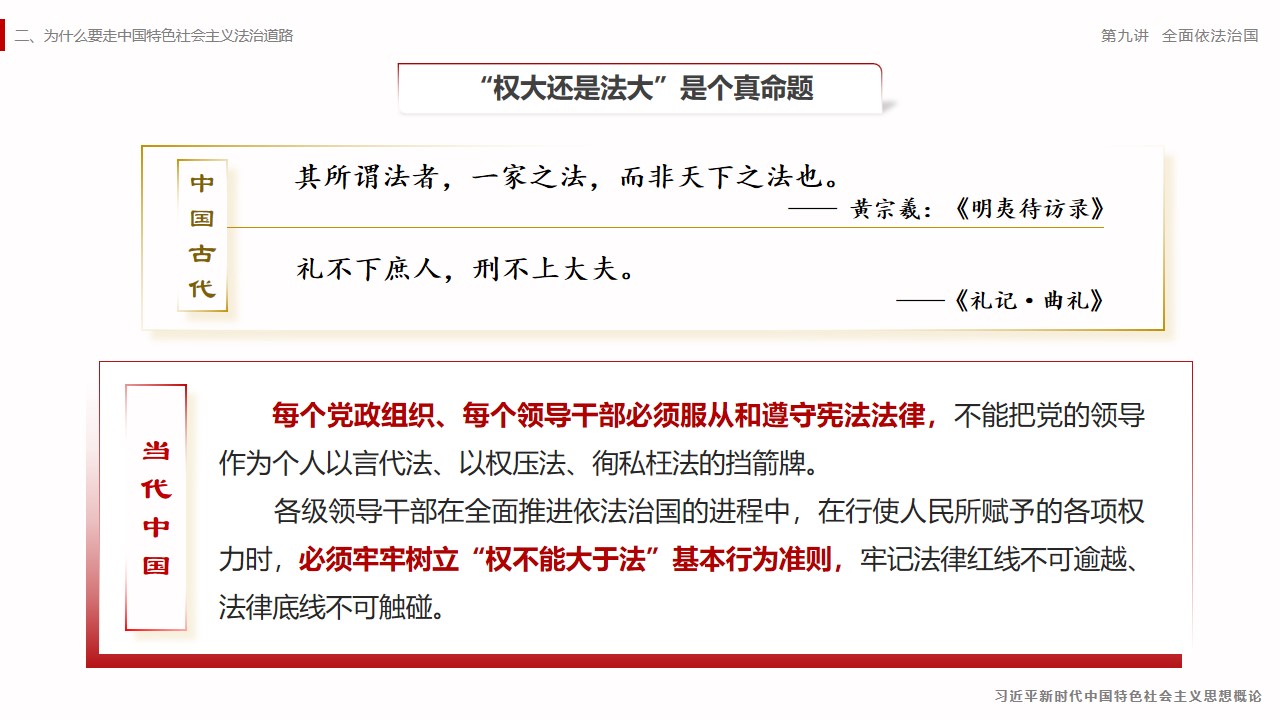 二、为什么要走中国特色社会主义法治道路
第九讲 全面依法治国
“权大还是法大”是个真命题
中国古代
其所谓法者，一家之法，而非天下之法也。
—— 黄宗羲：《明夷待访录》
礼不下庶人，刑不上大夫。
——《礼记·曲礼》
当代中国
每个党政组织、每个领导干部必须服从和遵守宪法法律，不能把党的领导
作为个人以言代法、以权压法、徇私枉法的挡箭牌。
各级领导干部在全面推进依法治国的进程中，在行使人民所赋予的各项权
力时，必须牢牢树立“权不能大于法”基本行为准则，牢记法律红线不可逾越、
法律底线不可触碰。
习近平新时代中国特色社会主义思想概论